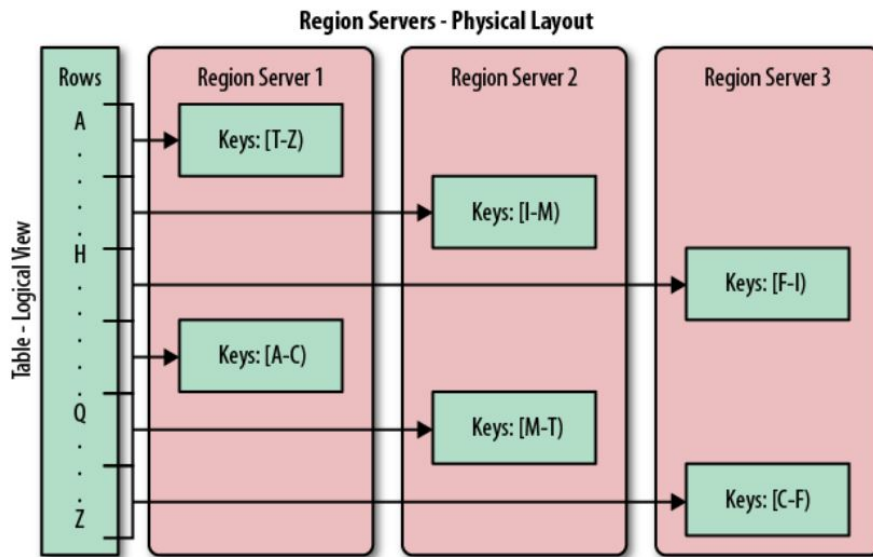 Region Servers - Physical Layout
Table - Logical View
Rows
A
.
.
.
.
H
.
.
.
.
.
Q
.
.
.
Z
Region Server 1
Keys: [T-Z)
Keys: [A-C)
Region Server 2
Keys: [I-M)
Keys: [M-T)
Region Server 3
Keys: [F-I)
Keys: [C-F)